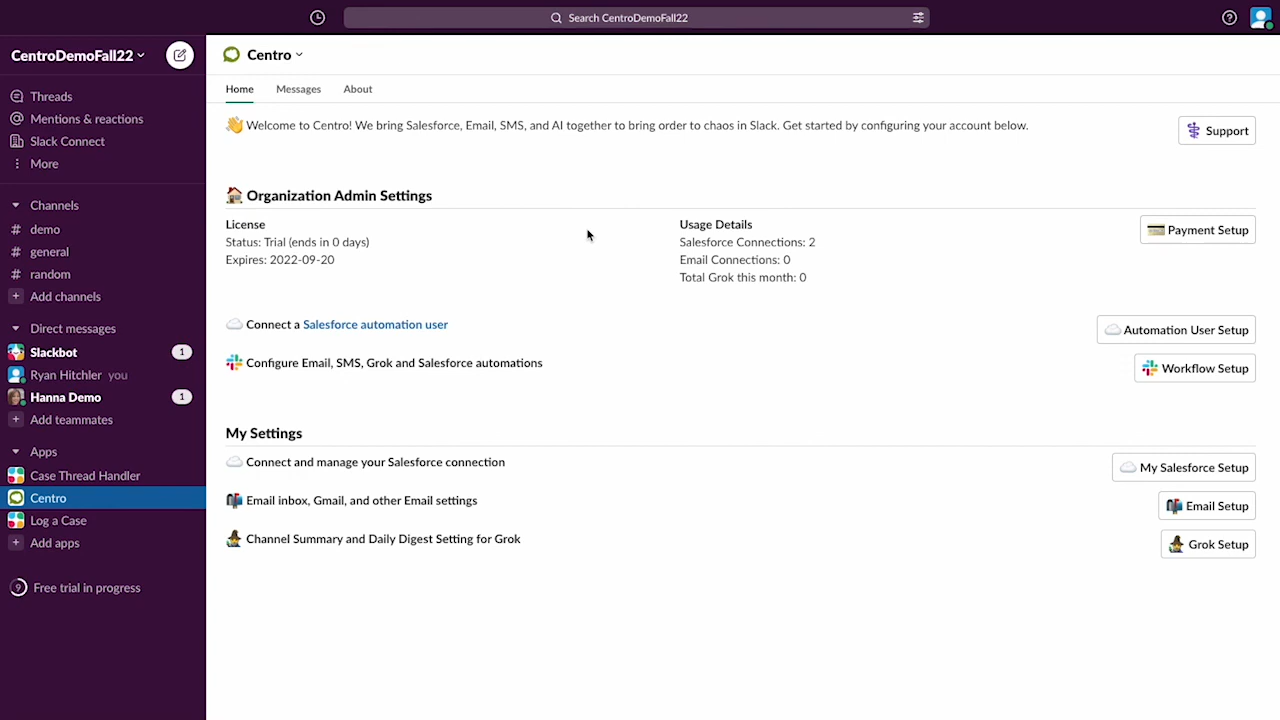 Search CentroDemoFall22
CentroDemoFall22
Threads
Mentions & reactions
Slack Connect
More
Channels
# demo
# general
# random
+ Add channels
Direct messages
Slackbot 1
Ryan Hitchler you
Hanna Demo 1
+ Add teammates
Apps
Case Thread Handler
Centro
Log a Case
+ Add apps
9 Free trial in progress
Centro
Home Messages About
Welcome to Centro! We bring Salesforce, Email, SMS, and AI together to bring order to chaos in Slack. Get started by configuring your account below.
Support
Organization Admin Settings
License
Status: Trial (ends in 0 days)
Expires: 2022-09-20
Usage Details
Salesforce Connections: 2
Email Connections: 0
Total Grok this month: 0
Payment Setup
Connect a Salesforce automation user
Automation User Setup
Configure Email, SMS, Grok and Salesforce automations
Workflow Setup
My Settings
Connect and manage your Salesforce connection
My Salesforce Setup
Email inbox, Gmail, and other Email settings
Email Setup
Channel Summary and Daily Digest Setting for Grok
Grok Setup